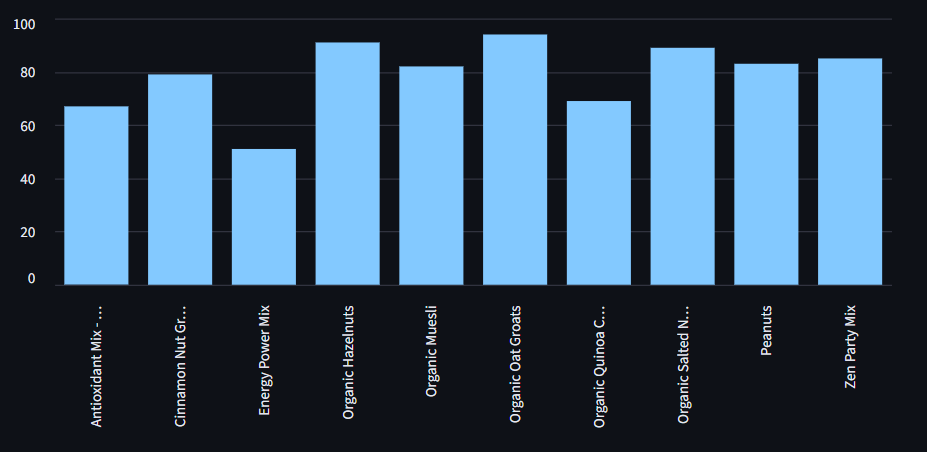 100
80
60
40
20
0
Antioxidant Mix - ...
Cinnamon Nut Gr...
Energy Power Mix
Organic Hazelnuts
Organic Muesli
Organic Oat Groats
Organic Quinoa C...
Organic Salted N...
Peanuts
Zen Party Mix